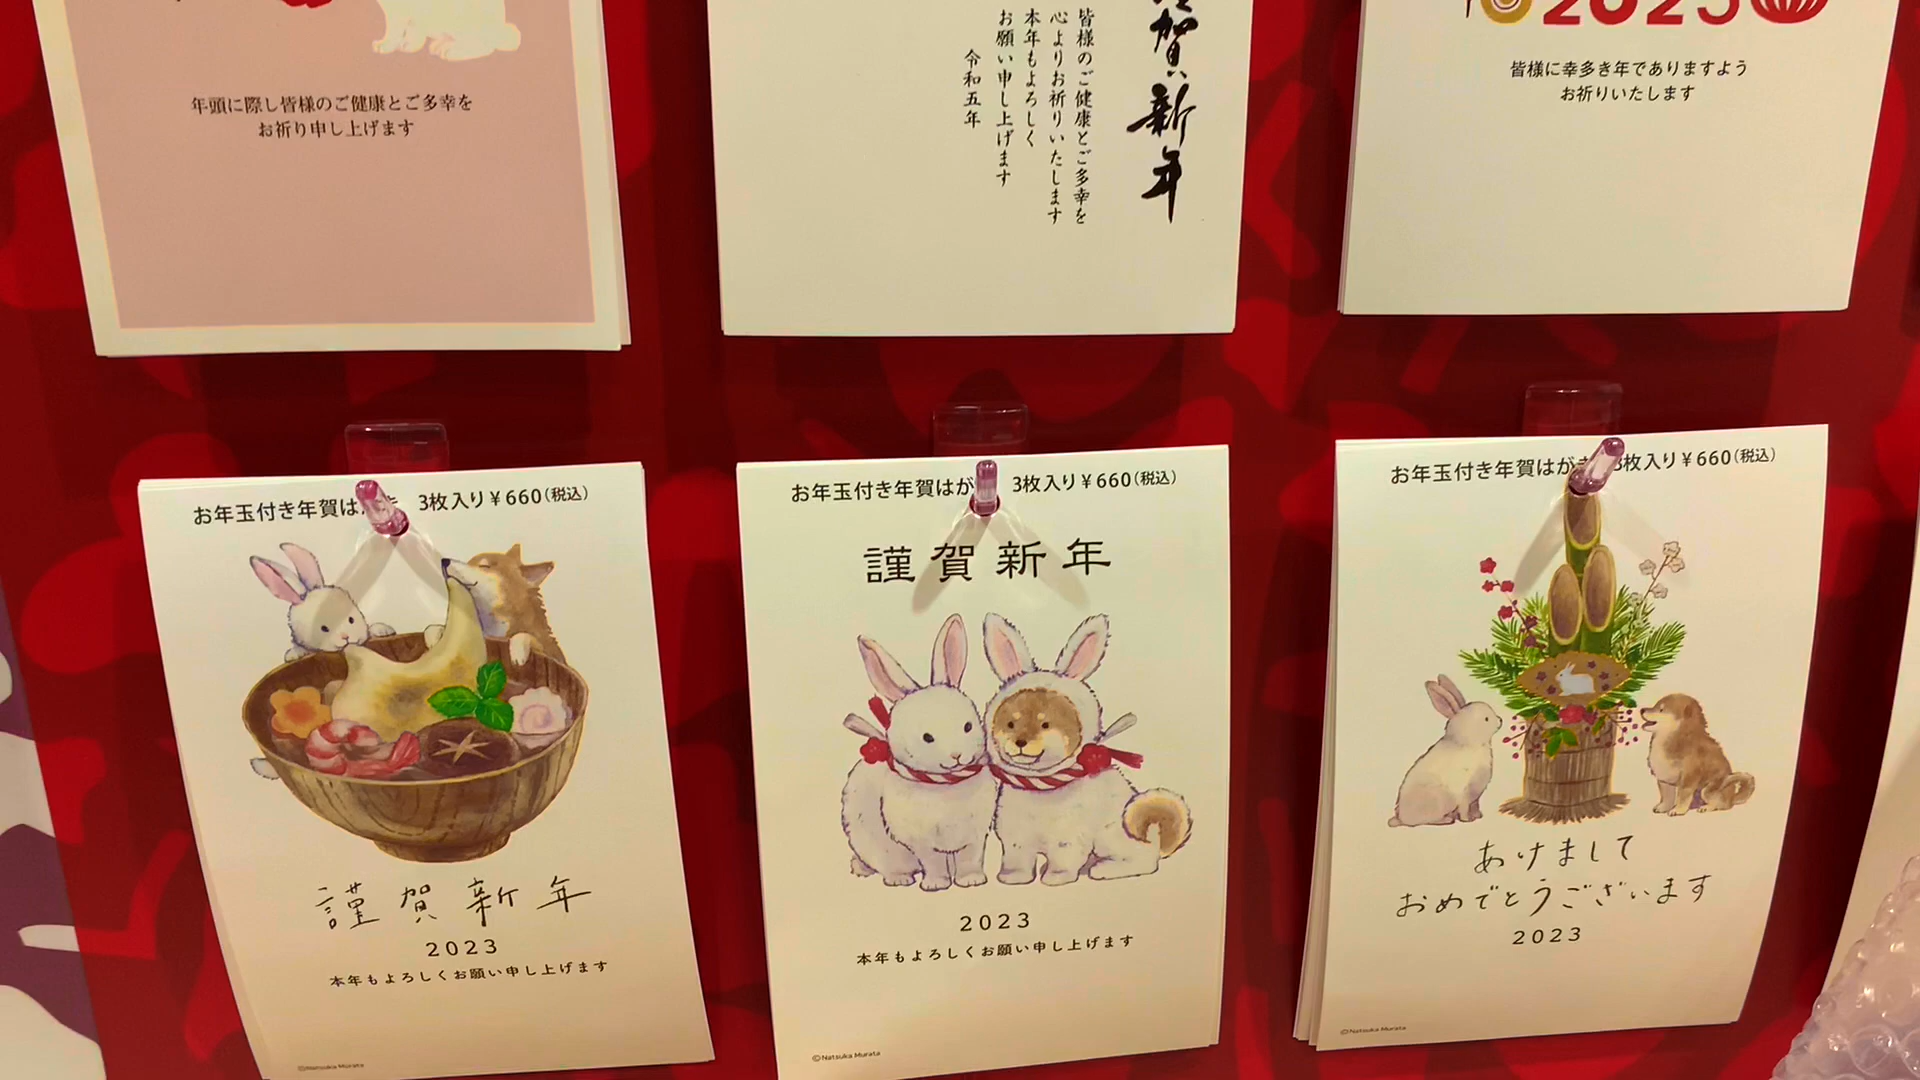 年頭に際し皆様のご健康とご多幸を
お祈り申し上げます
賀新年
皆様のご健康とご多幸を
心よりお祈りいたします
本年もよろしく
お願い申し上げます
令和五年
2023
皆様に幸多き年でありますよう
お祈りいたします
お年玉付き年賀は 3枚入り¥660(税込)
謹賀新年
2023
本年もよろしくお願い申し上げます
©Natsuka Murata
お年玉付き年賀はが 3枚入り¥660(税込)
謹賀新年
2023
本年もよろしくお願い申し上げます
©Natsuka Murata
お年玉付き年賀はが 3枚入り¥660(税込)
あけまして
おめでとうございます
2023
©Natsuka Murata